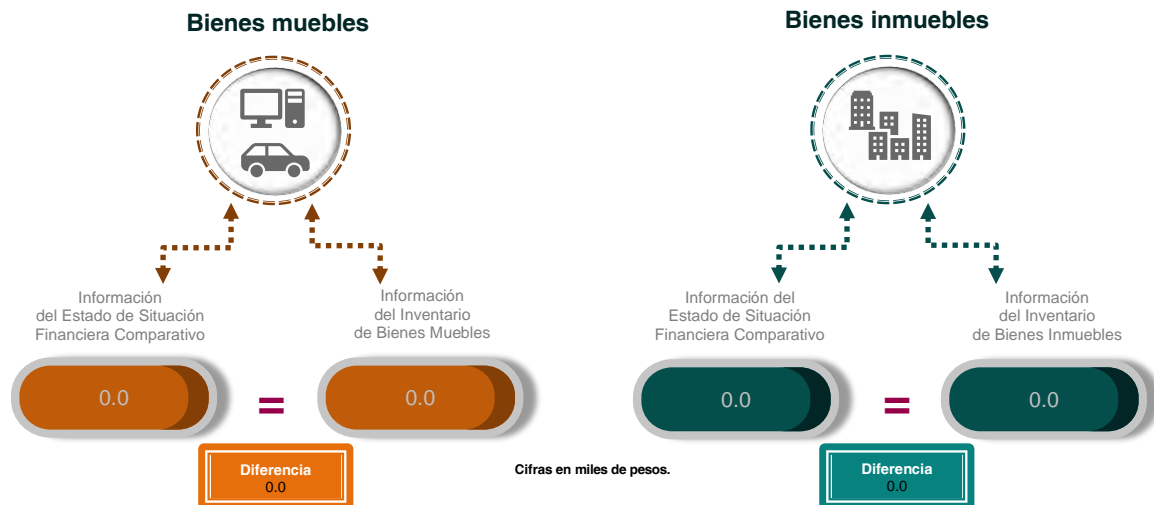 Bienes muebles
Información
del Estado de Situación
Financiera Comparativo
Información
del Inventario
de Bienes Muebles
0.0
=
0.0
Diferencia
0.0
Cifras en miles de pesos.
Bienes inmuebles
Información del
Estado de Situación
Financiera Comparativo
Información
del Inventario
de Bienes Inmuebles
0.0
=
0.0
Diferencia
0.0